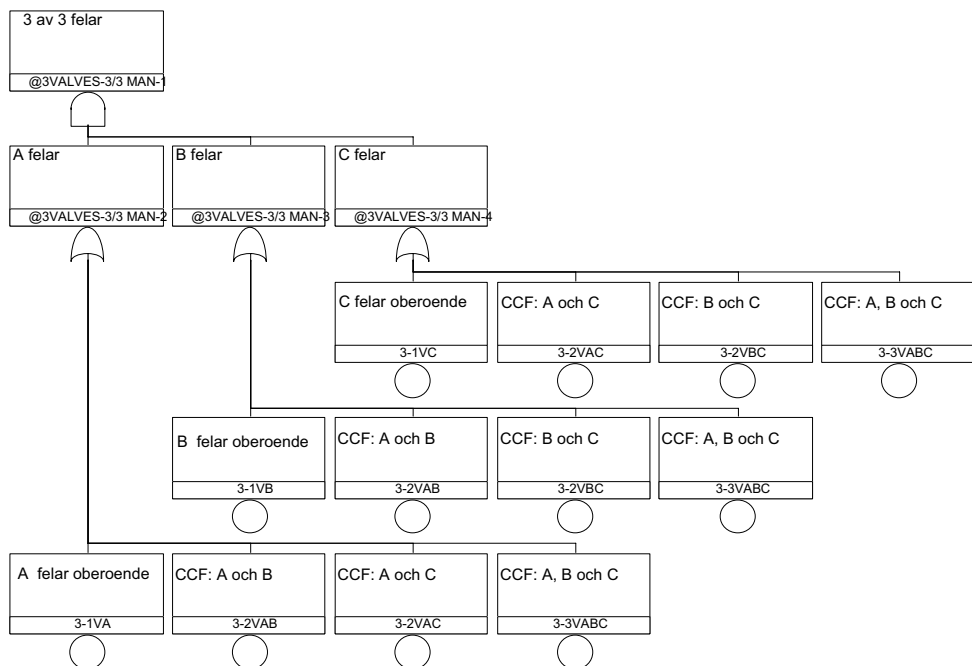 3 av 3 felar
@3VALVES-3/3 MAN-1
A felar
B felar
C felar
@3VALVES-3/3 MAN-2
@3VALVES-3/3 MAN-3
@3VALVES-3/3 MAN-4
C felar oberoende
CCF: A och C
CCF: B och C
CCF: A, B och C
3-1VC
3-2VAC
3-2VBC
3-3VABC
B felar oberoende
CCF: A och B
CCF: B och C
CCF: A, B och C
3-1VB
3-2VAB
3-2VBC
3-3VABC
A felar oberoende
CCF: A och B
CCF: A och C
CCF: A, B och C
3-1VA
3-2VAB
3-2VAC
3-3VABC